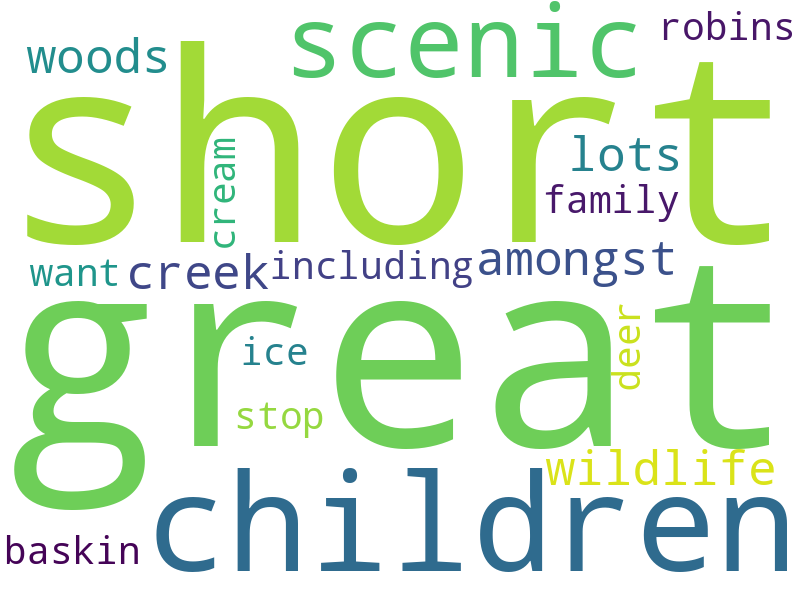 scenic
robins
woods
short
cream
lots
family
want
creek
including
amongst
great
ice
deer
stop
wildlife
children
baskin